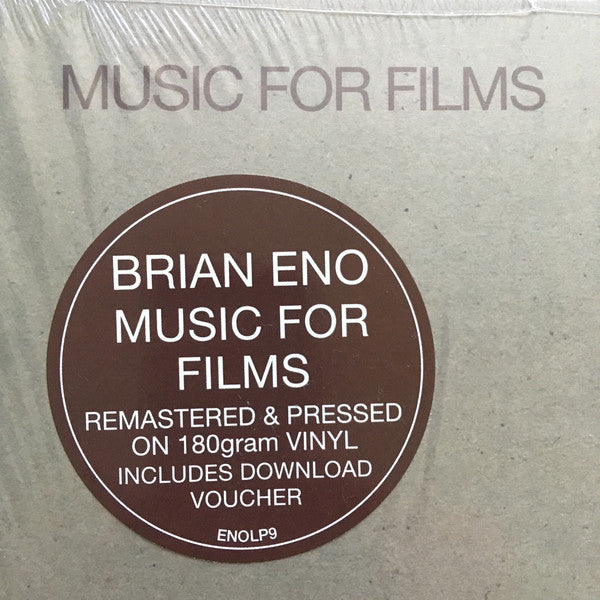 MUSIC FOR FILMS
BRIAN ENO
MUSIC FOR
FILMS
REMASTERED & PRESSED
ON 180gram VINYL
INCLUDES DOWNLOAD
VOUCHER
ENOLP9